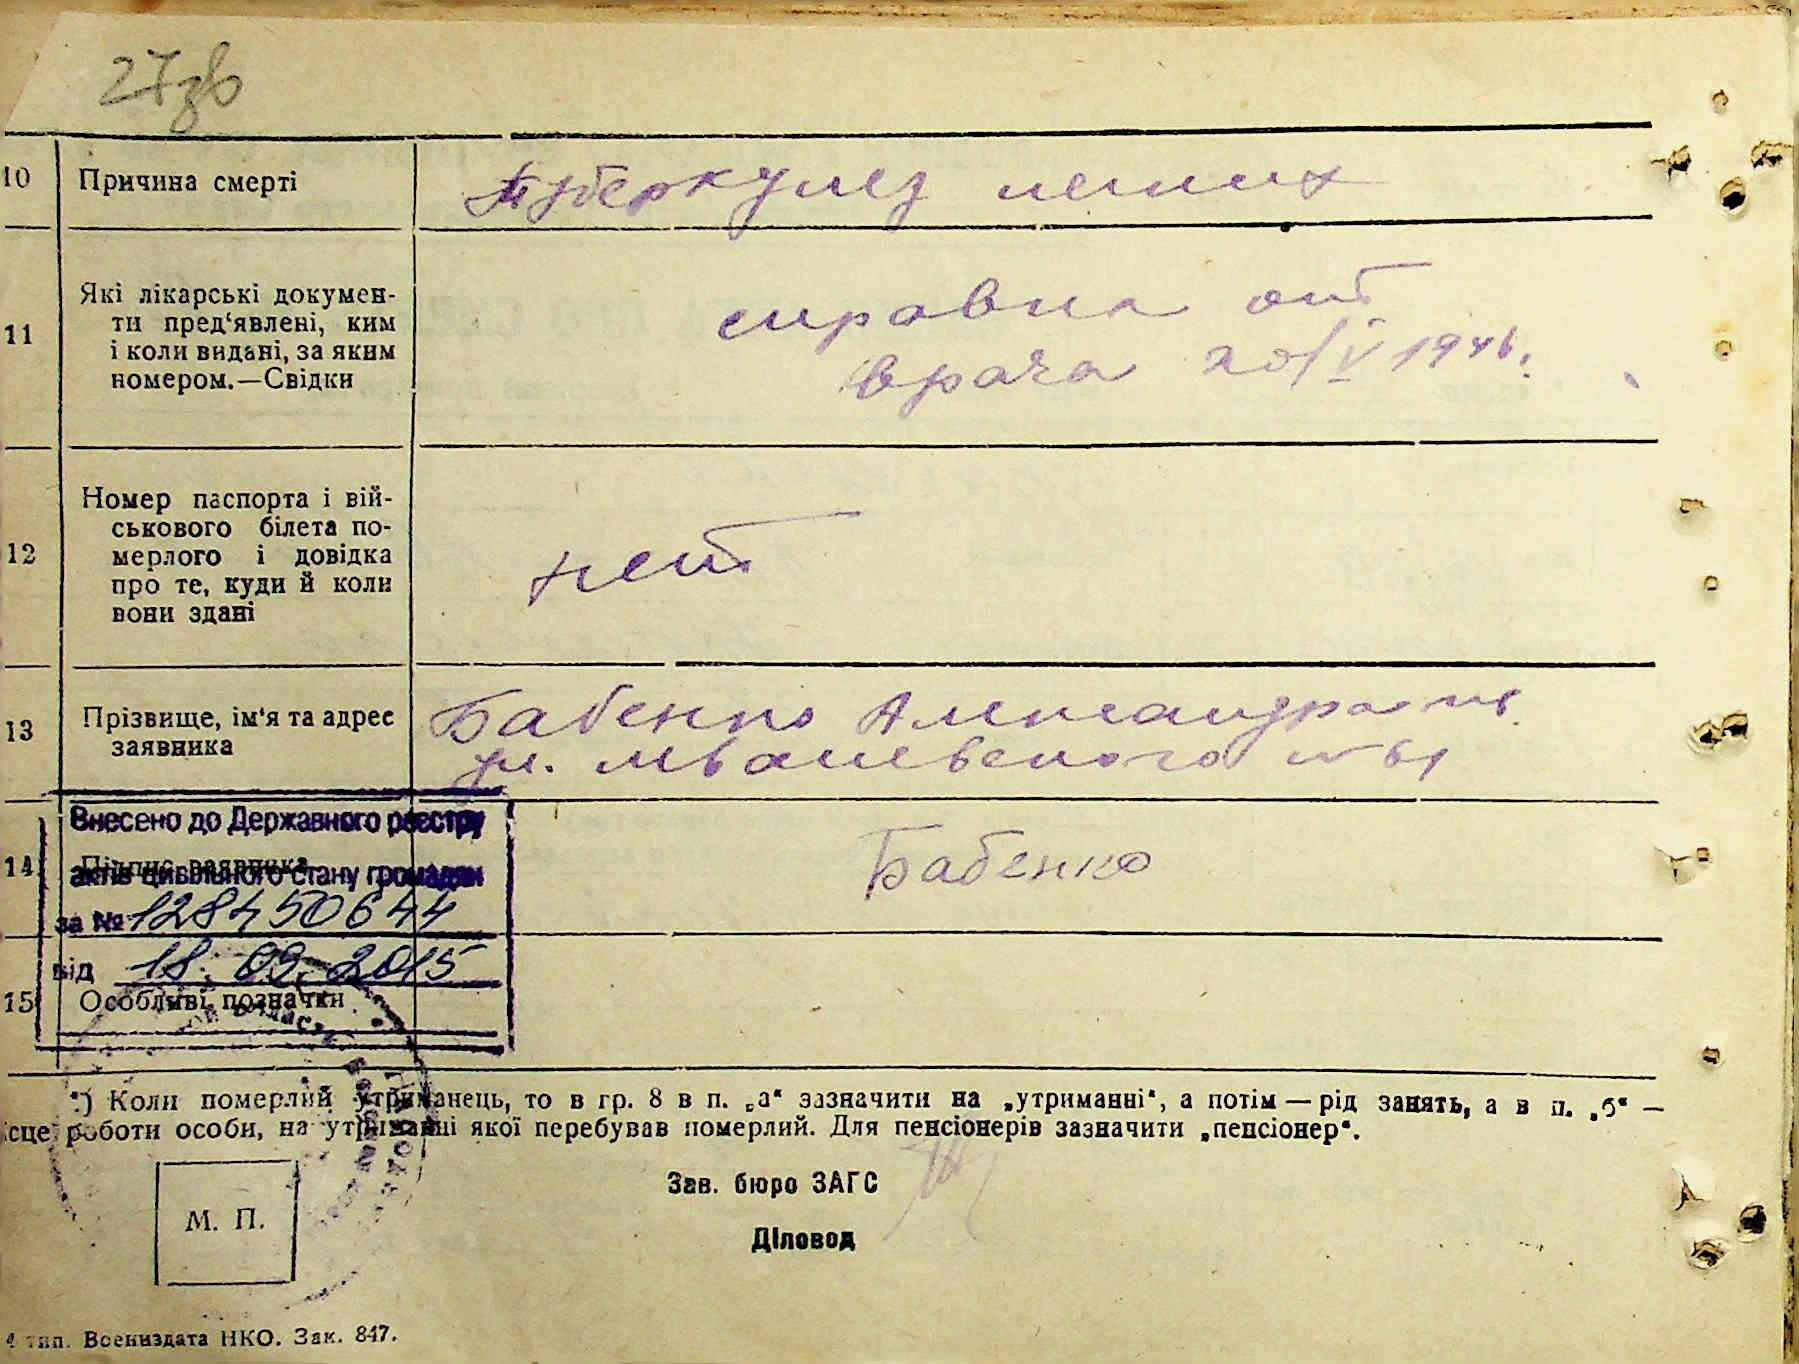 27зв
10 Причина смерті Туберкулез легких
11 Які лікарські докумен-
ти пред‘явлені, ким
і коли видані, за яким
номером.—Свідки
справка от
врача 20/V 1946.
12 Номер паспорта і вій-
ськового білета по-
мерлого і довідка
про те, куди й коли
вони здані
нет
13 Прізвище, ім‘я та адрес
заявника
Бабенко Александра
ул. № 61
14 Підпис заявника Бабенко
Внесено до Державного реєстру
актів цивільного стану громадян
за № 128450644
від 18.09.2015
15 Особливі позначки
*) Коли померлий утриманець, то в гр. 8 в п. „а“ зазначити на „утриманні“, а потім — рід занять, а в п. „б“ —
місце роботи особи, на утриманні якої перебував померлий. Для пенсіонерів зазначити „пенсіонер“.
Зав. бюро ЗАГС
Діловод
М. П.
4 тип. Воениздата НКО. Зак. 847.